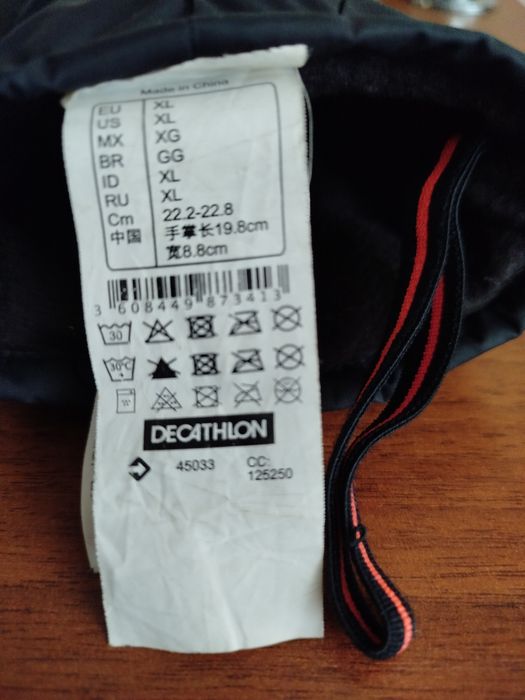 Made in China
EU XL
US XL
MX XG
BR GG
ID XL
RU XL
Cm 22.2-22.8
中国 手掌长19.8cm
宽8.8cm
3 608449 873413
30
30°C
DECATHLON
45033 CC:
125250